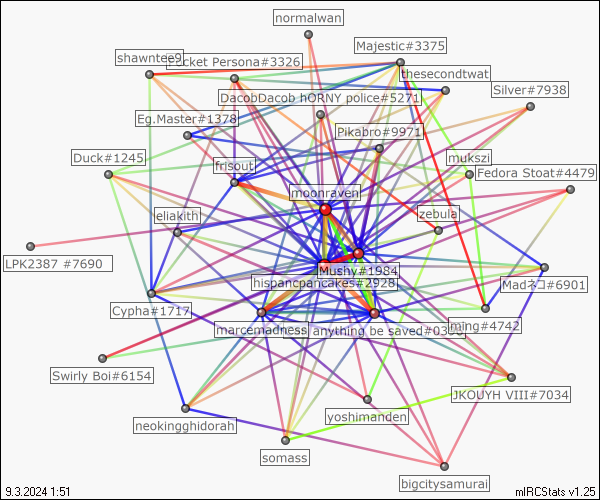 normalwan
Majestic#3375
shawntee9
Pocket Persona#3326
thesecondtwat
Silver#7938
DacobDacob hORNY police#5271
Eg.Master#1378
Pikabro#9971
Duck#1245
frjsout
mukszi
Fedora Stoat#4479
moonraven
eliakith
zebula
LPK2387 #7690
Mushy#1984
hispancpancakes#2928
Madネコ#6901
Cypha#1717
marcemadness
anything be saved#03
ming#4742
Swirly Boi#6154
JKOUYH VIII#7034
neokingghidorah
yoshimanden
somass
bigcitysamurai
9.3.2024 1:51
mIRCStats v1.25